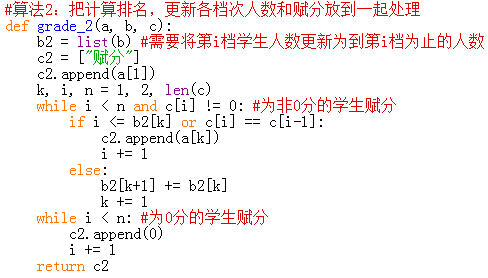 #算法2：把计算排名，更新各档次人数和赋分放到一起处理
def grade_2(a, b, c):
    b2 = list(b) #需要将第i档学生人数更新为到第i档为止的人数
    c2 = ["赋分"]
    c2.append(a[1])
    k, i, n = 1, 2, len(c)
    while i < n and c[i] != 0: #为非0分的学生赋分
        if i <= b2[k] or c[i] == c[i-1]:
            c2.append(a[k])
            i += 1
        else:
            b2[k+1] += b2[k]
            k += 1
    while i < n: #为0分的学生赋分
        c2.append(0)
        i += 1
    return c2